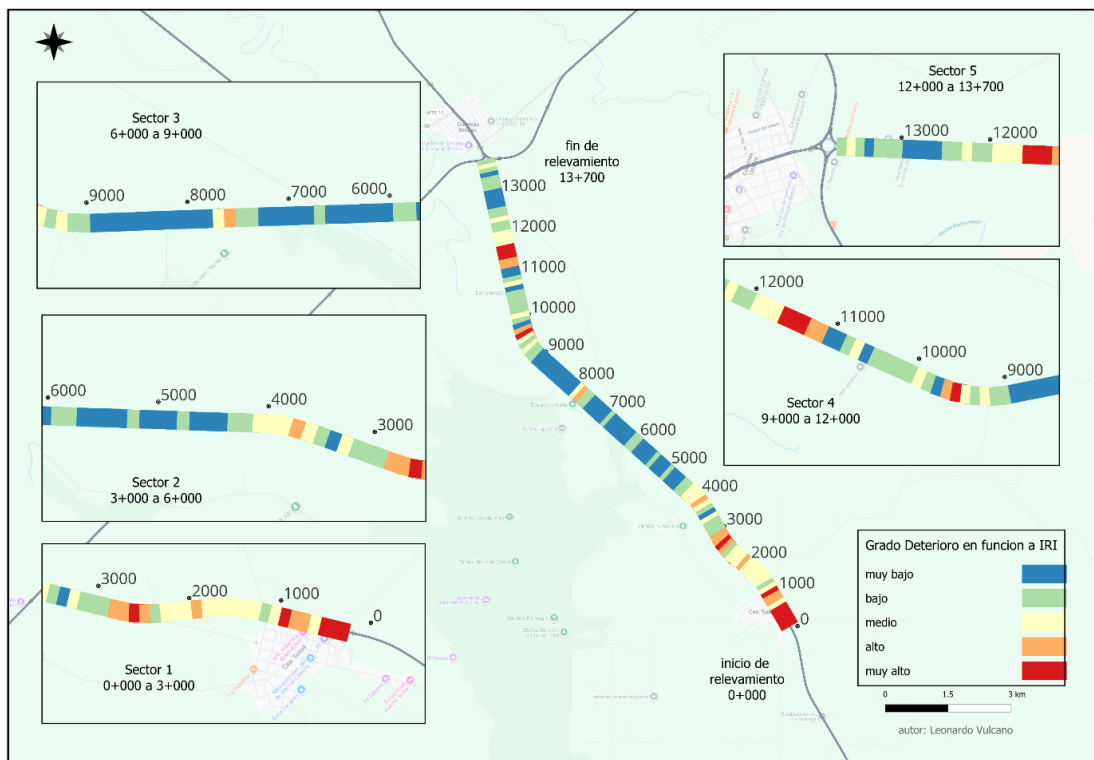 Sector 3
6+000 a 9+000
9000
8000
7000
6000
Sector 2
3+000 a 6+000
6000
5000
4000
3000
Sector 1
0+000 a 3+000
3000
2000
1000
0
fin de
relevamiento
13+700
13000
12000
11000
10000
9000
8000
7000
6000
5000
4000
3000
2000
1000
0
inicio de
relevamiento
0+000
Sector 5
12+000 a 13+700
13000
12000
Sector 4
9+000 a 12+000
12000
11000
10000
9000
Grado Deterioro en funcion a IRI
muy bajo
bajo
medio
alto
muy alto
0 1.5 3 km
autor: Leonardo Vulcano